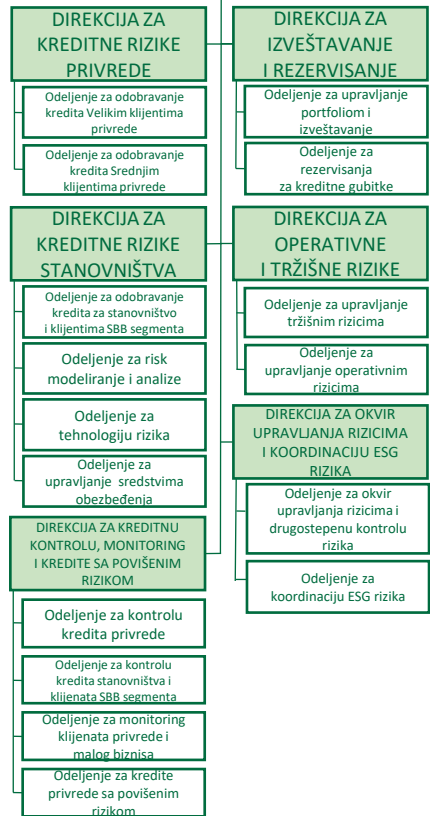 DIREKCIJA ZA
KREDITNE RIZIKE
PRIVREDE
Odeljenje za odobravanje
kredita Velikim klijentima
privrede
Odeljenje za odobravanje
kredita Srednjim
klijentima privrede
DIREKCIJA ZA
KREDITNE RIZIKE
STANOVNIŠTVA
Odeljenje za odobravanje
kredita za stanovništvo
i klijentima SBB segmenta
Odeljenje za risk
modeliranje i analize
Odeljenje za
tehnologiju rizika
Odeljenje za
upravljanje sredstvima
obezbeđenja
DIREKCIJA ZA KREDITNU
KONTROLU, MONITORING
I KREDITE SA POVIŠENIM
RIZIKOM
Odeljenje za kontrolu
kredita privrede
Odeljenje za kontrolu
kredita stanovništva i
klijenata SBB segmenta
Odeljenje za monitoring
klijenata privrede i
malog biznisa
Odeljenje za kredite
privrede sa povišenim
rizikom
DIREKCIJA ZA
IZVEŠTAVANJE
I REZERVISANJE
Odeljenje za upravljanje
portfoliom i
izveštavanje
Odeljenje za
rezervisanja
za kreditne gubitke
DIREKCIJA ZA
OPERATIVNE
I TRŽIŠNE RIZIKE
Odeljenje za upravljanje
tržišnim rizicima
Odeljenje za
upravljanje operativnim
rizicima
DIREKCIJA ZA OKVIR
UPRAVLJANJA RIZICIMA
I KOORDINACIJU ESG
RIZIKA
Odeljenje za okvir
upravljanja rizicima i
drugostepenu kontrolu
rizika
Odeljenje za
koordinaciju ESG rizika